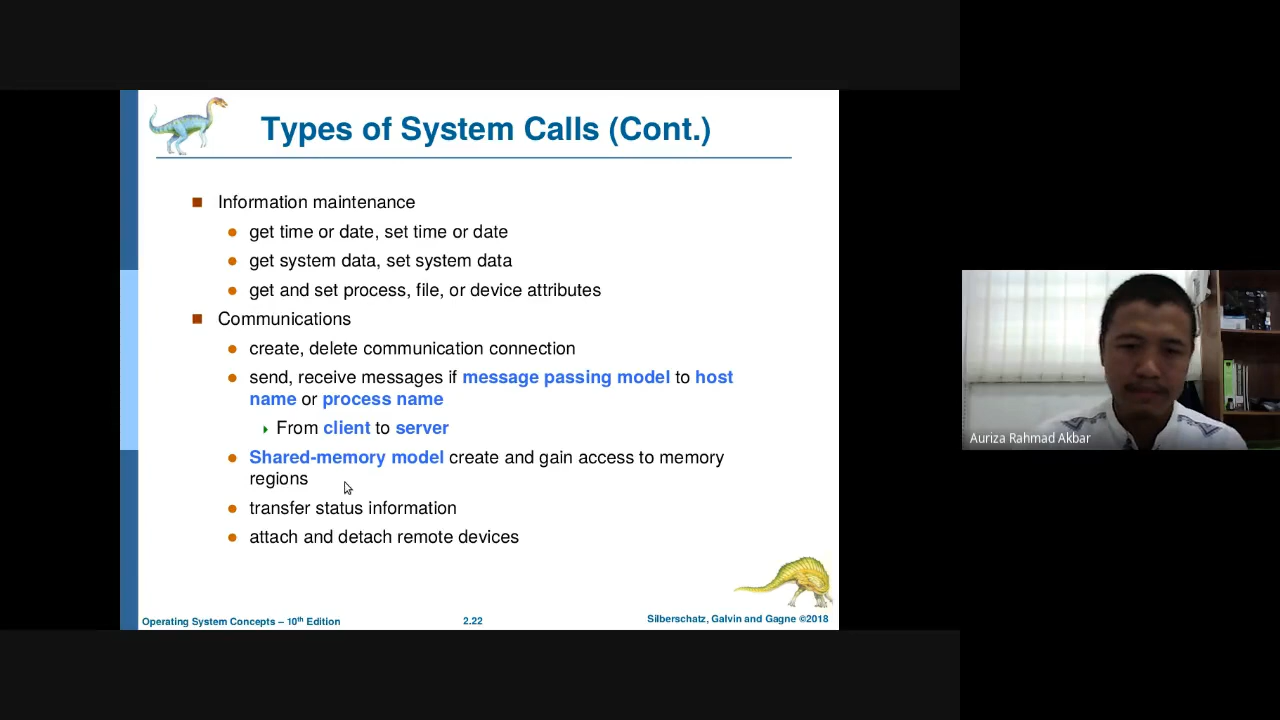 Types of System Calls (Cont.)
Information maintenance
get time or date, set time or date
get system data, set system data
get and set process, file, or device attributes
Communications
create, delete communication connection
send, receive messages if message passing model to host
name or process name
From client to server
Shared-memory model create and gain access to memory
regions
transfer status information
attach and detach remote devices
Operating System Concepts – 10th Edition
2.22
Silberschatz, Galvin and Gagne ©2018
Auriza Rahmad Akbar